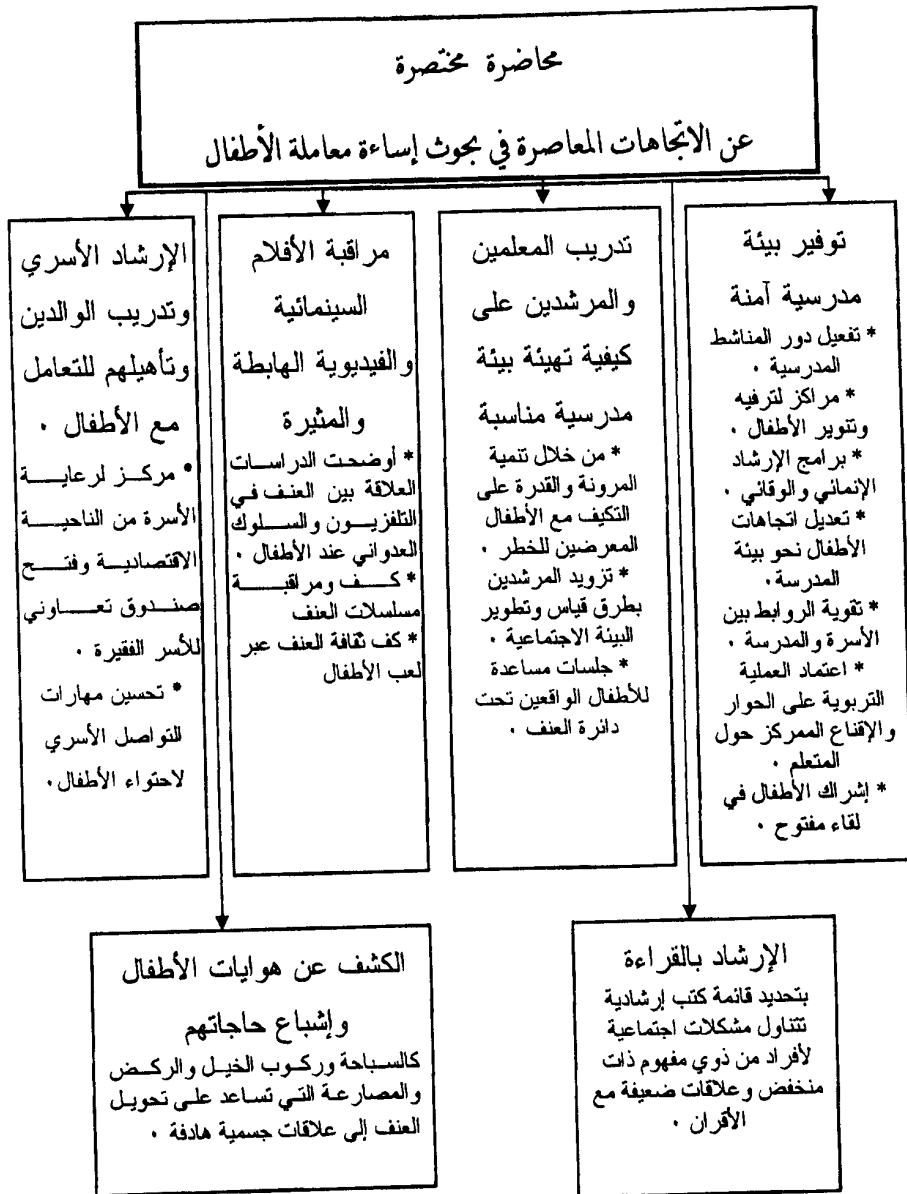 محاضرة مختصرة
عن الاتجاهات المعاصرة في بحوث إساءة معاملة الأطفال
توفير بيئة
مدرسية آمنة
* تفعيل دور المناشط
المدرسية .
* مراكز لترفيه
وتنوير الأطفال .
* برامج الإرشاد
الإنمائي والوقائي .
* تعديل اتجاهات
الأطفال نحو بيئة
المدرسة .
* تقوية الروابط بين
الأسرة والمدرسة .
* اعتماد العملية
التربوية على الحوار
والإقناع الممركز حول
المتعلم .
* إشراك الأطفال في
لقاء مفتوح .
تدريب المعلمين
والمرشدين على
كيفية تهيئة بيئة
مدرسية مناسبة
* من خلال تنمية
المرونة والقدرة على
التكيف مع الأطفال
المعرضين للخطر .
* تزويد المرشدين
بطرق قياس وتطوير
البيئة الاجتماعية .
* جلسات مساعدة
للأطفال الواقعين تحت
دائرة العنف .
مراقبة الأفلام
السينمائية
والفيديوية الهابطة
والمثيرة
* أوضحت الدراسات
العلاقة بين العنف في
التلفزيون والسلوك
العدواني عند الأطفال .
* كف ومراقبة
مسلسلات العنف
* كف ثقافة العنف عبر
لعب الأطفال
الإرشاد الأسري
وتدريب الوالدين
وتأهيلهم للتعامل
مع الأطفال .
* مركز لرعاية
الأسرة من الناحية
الاقتصادية وفتح
صندوق تعاوني
للأسر الفقيرة .
* تحسين مهارات
التواصل الأسري
لاحتواء الأطفال .
الإرشاد بالقراءة
بتحديد قائمة كتب إرشادية
تتناول مشكلات اجتماعية
لأفراد من ذوي مفهوم ذات
منخفض وعلاقات ضعيفة مع
الأقران .
الكشف عن هوايات الأطفال
وإشباع حاجاتهم
كالسباحة وركوب الخيل والركض
والمصارعة التي تساعد على تحويل
العنف إلى علاقات جسمية هادفة .